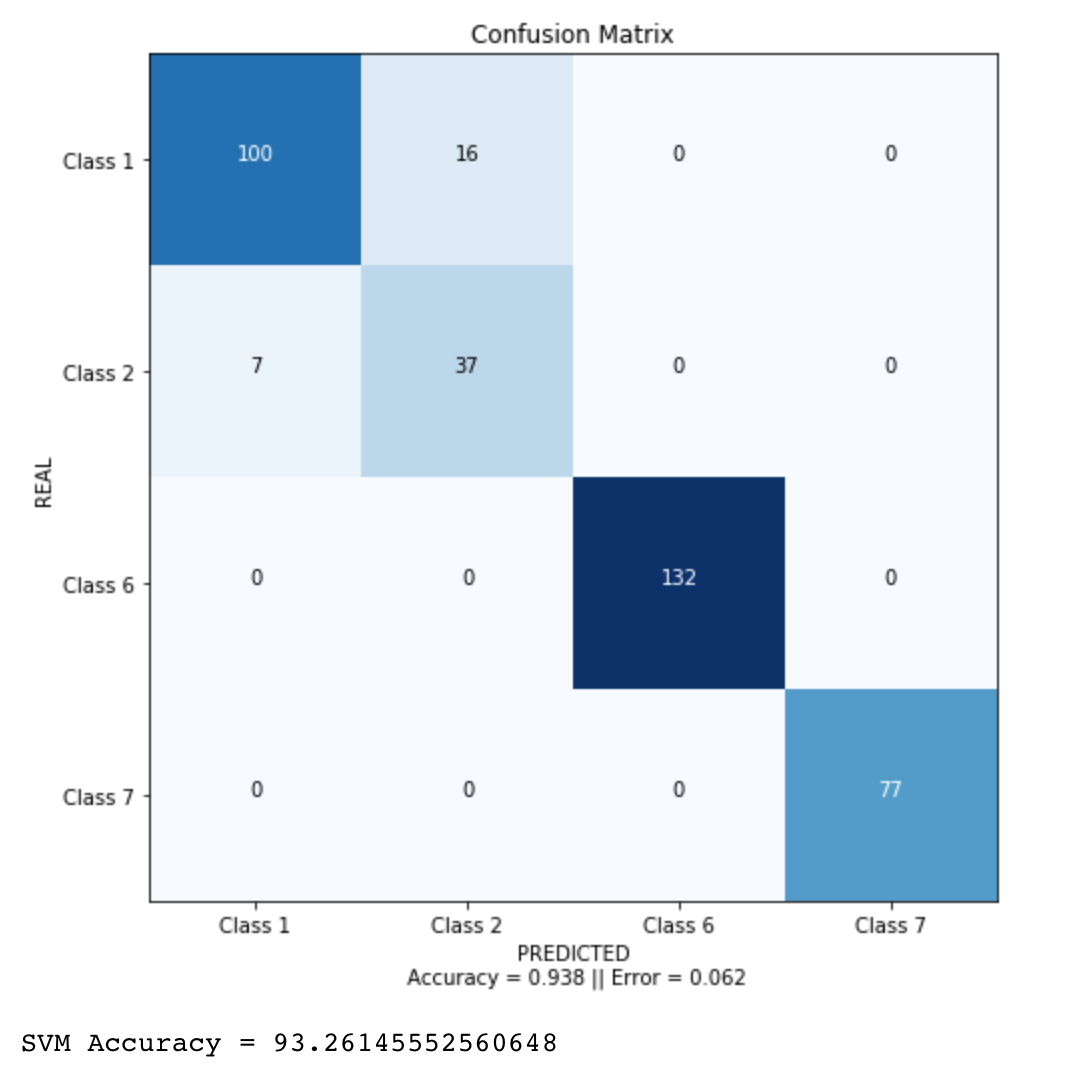 Confusion Matrix
Class 1 100 16 0 0
Class 2 7 37 0 0
REAL
Class 6 0 0 132 0
Class 7 0 0 0 77
Class 1 Class 2 Class 6 Class 7
PREDICTED
Accuracy = 0.938 || Error = 0.062
SVM Accuracy = 93.26145552560648